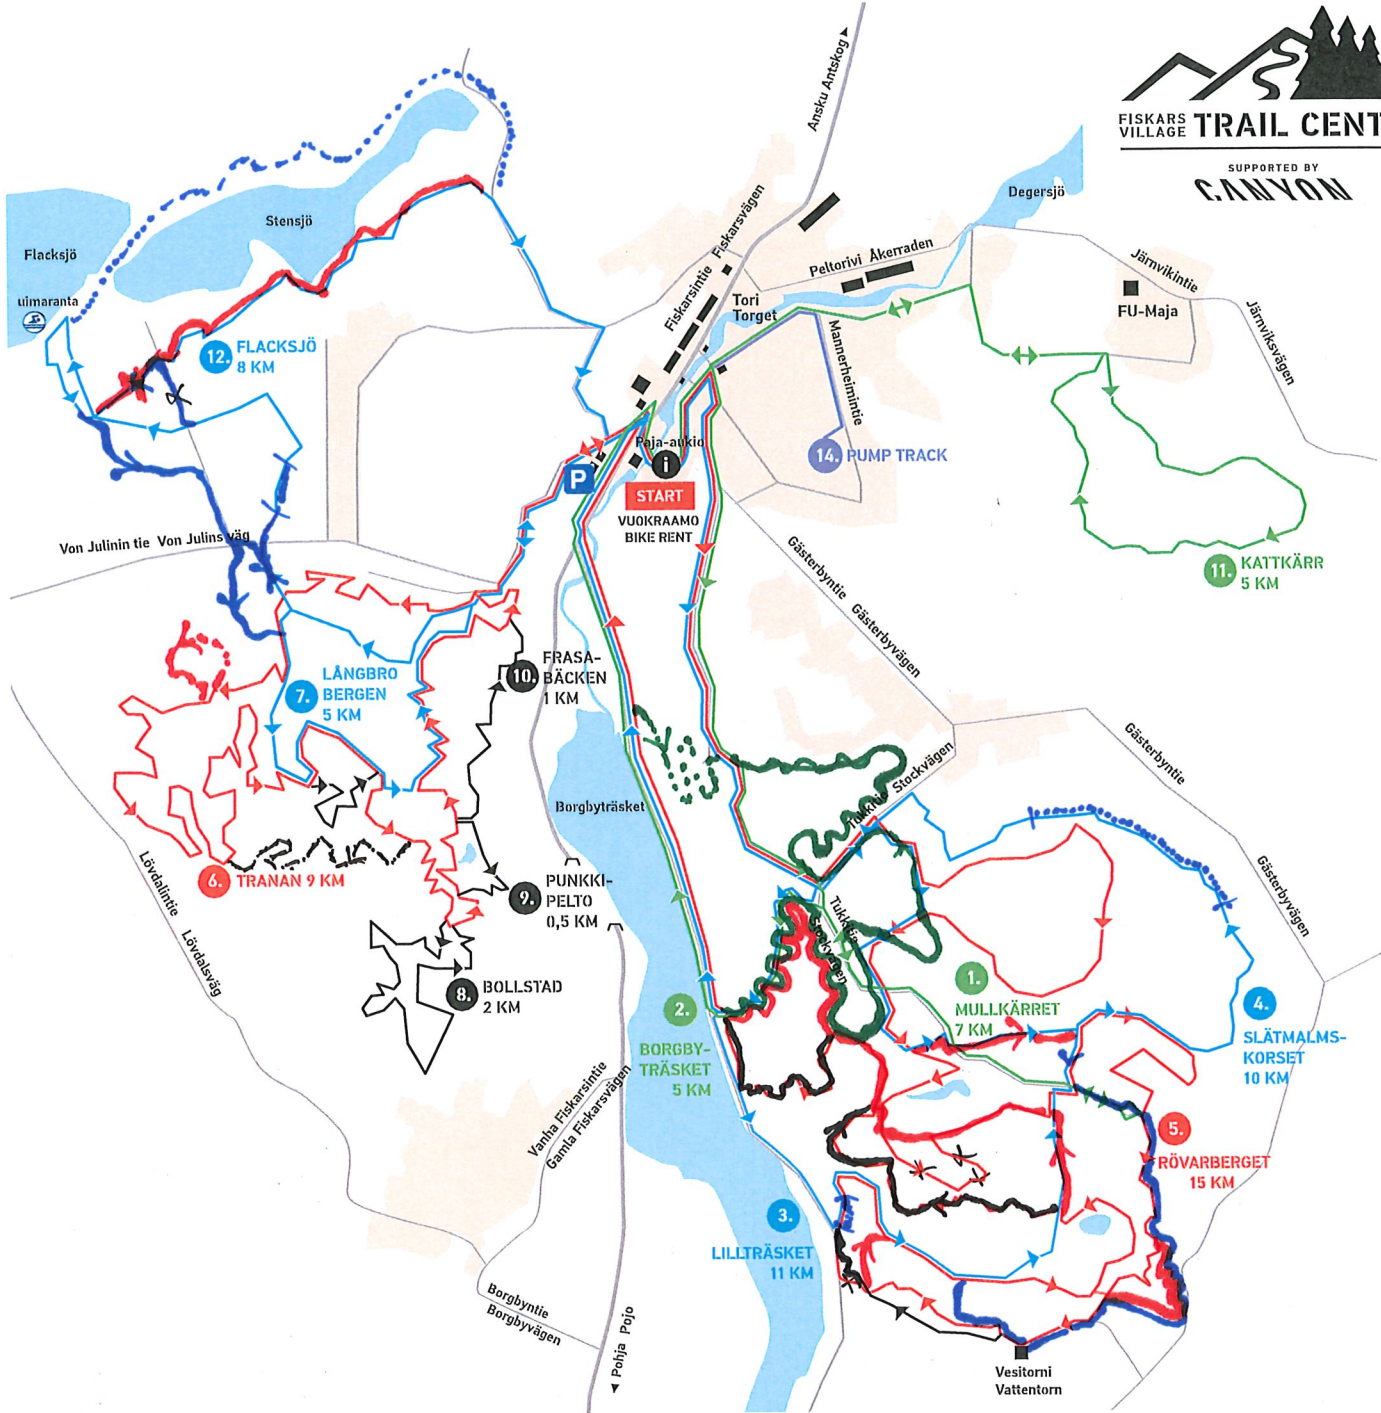 FISKARS
VILLAGE TRAIL CENT
SUPPORTED BY
CANYON
Ansku Antskog
Degersjö
Fiskarsintie Fiskarsvägen
Peltorivi Åkerraden
Järnvikintie
Järnviksvägen
FU-Maja
Tori
Torget
Mannerheimintie
Stensjö
Flacksjö
uimaranta
12. FLACKSJÖ
8 KM
Paja-aukio
i
P
START
VUOKRAAMO
BIKE RENT
14. PUMP TRACK
11. KATTKÄRR
5 KM
Von Julinin tie Von Julins väg
Gästerbyntie Gästerbyvägen
10. FRASA-
BÄCKEN
1 KM
7. LÅNGBRO
BERGEN
5 KM
Gästerbyntie
Gästerbyvägen
Tukkitie Stockvägen
Borgbyträsket
6. TRANAN 9 KM
9. PUNKKI-
PELTO
0,5 KM
Lövdalintie Lövdalsväg
Tukkitie
Stockvägen
8. BOLLSTAD
2 KM
1.
MULLKÄRRET
7 KM
2.
BORGBY-
TRÄSKET
5 KM
4.
SLÄTMALMS-
KORSET
10 KM
Vanha Fiskarsintie
Gamla Fiskarsvägen
5.
RÖVARBERGET
15 KM
3.
LILLTRÄSKET
11 KM
Borgbyntie
Borgbyvägen
Pohja Pojo
Vesitorni
Vattentorn